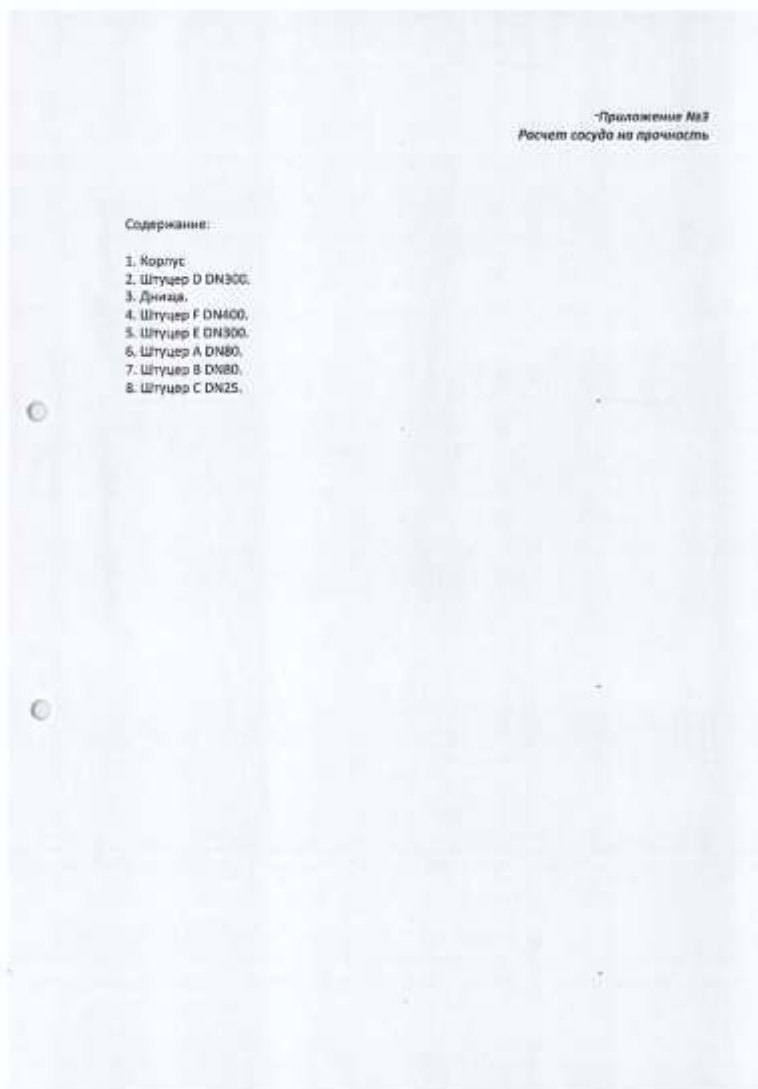 Приложение №3
Расчет сосуда на прочность
Содержание:
1. Корпус
2. Штуцер D DN300.
3. Днища.
4. Штуцер F DN400.
5. Штуцер E DN300.
6. Штуцер A DN80.
7. Штуцер B DN80.
8. Штуцер C DN25.